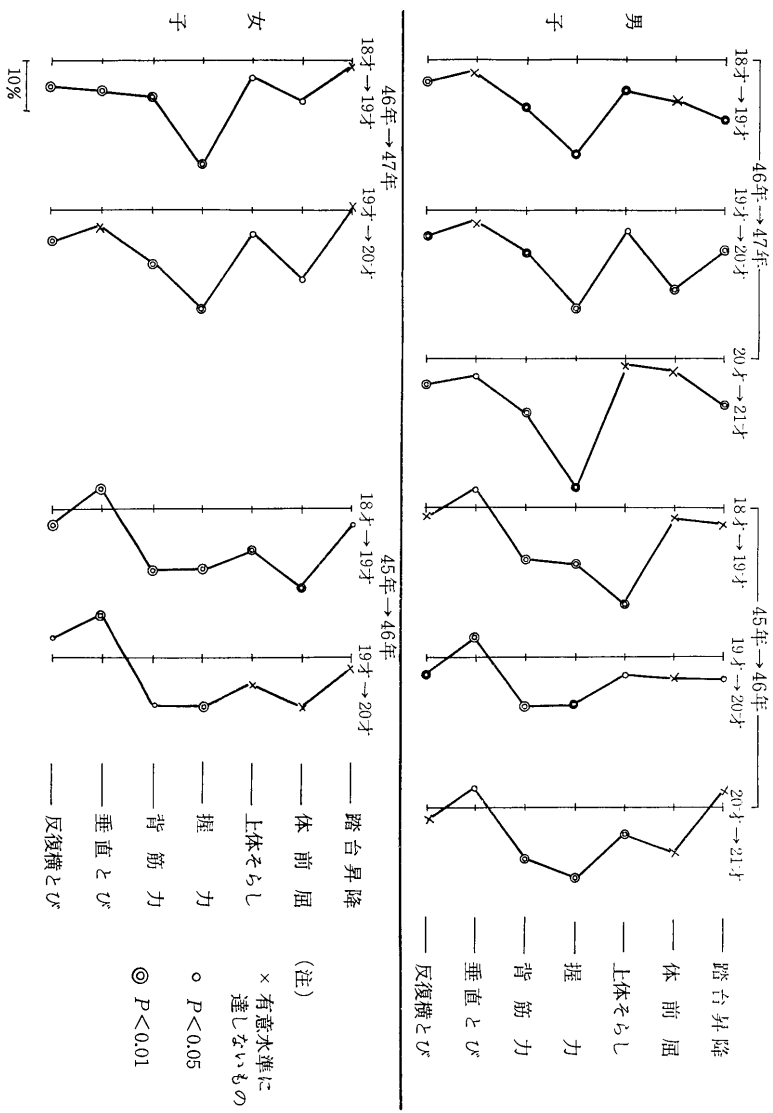 男子
46年→47年
18才→19才
19才→20才
20才→21才
45年→46年
18才→19才
19才→20才
20才→21才
踏台昇降
体前屈
上体そらし
握力
背筋力
垂直とび
反復横とび
女子
46年→47年
18才→19才
19才→20才
45年→46年
18才→19才
19才→20才
10%
踏台昇降
体前屈
上体そらし
握力
背筋力
垂直とび
反復横とび
(注)
× 有意水準に
達しないもの
○ P<0.05
◎ P<0.01